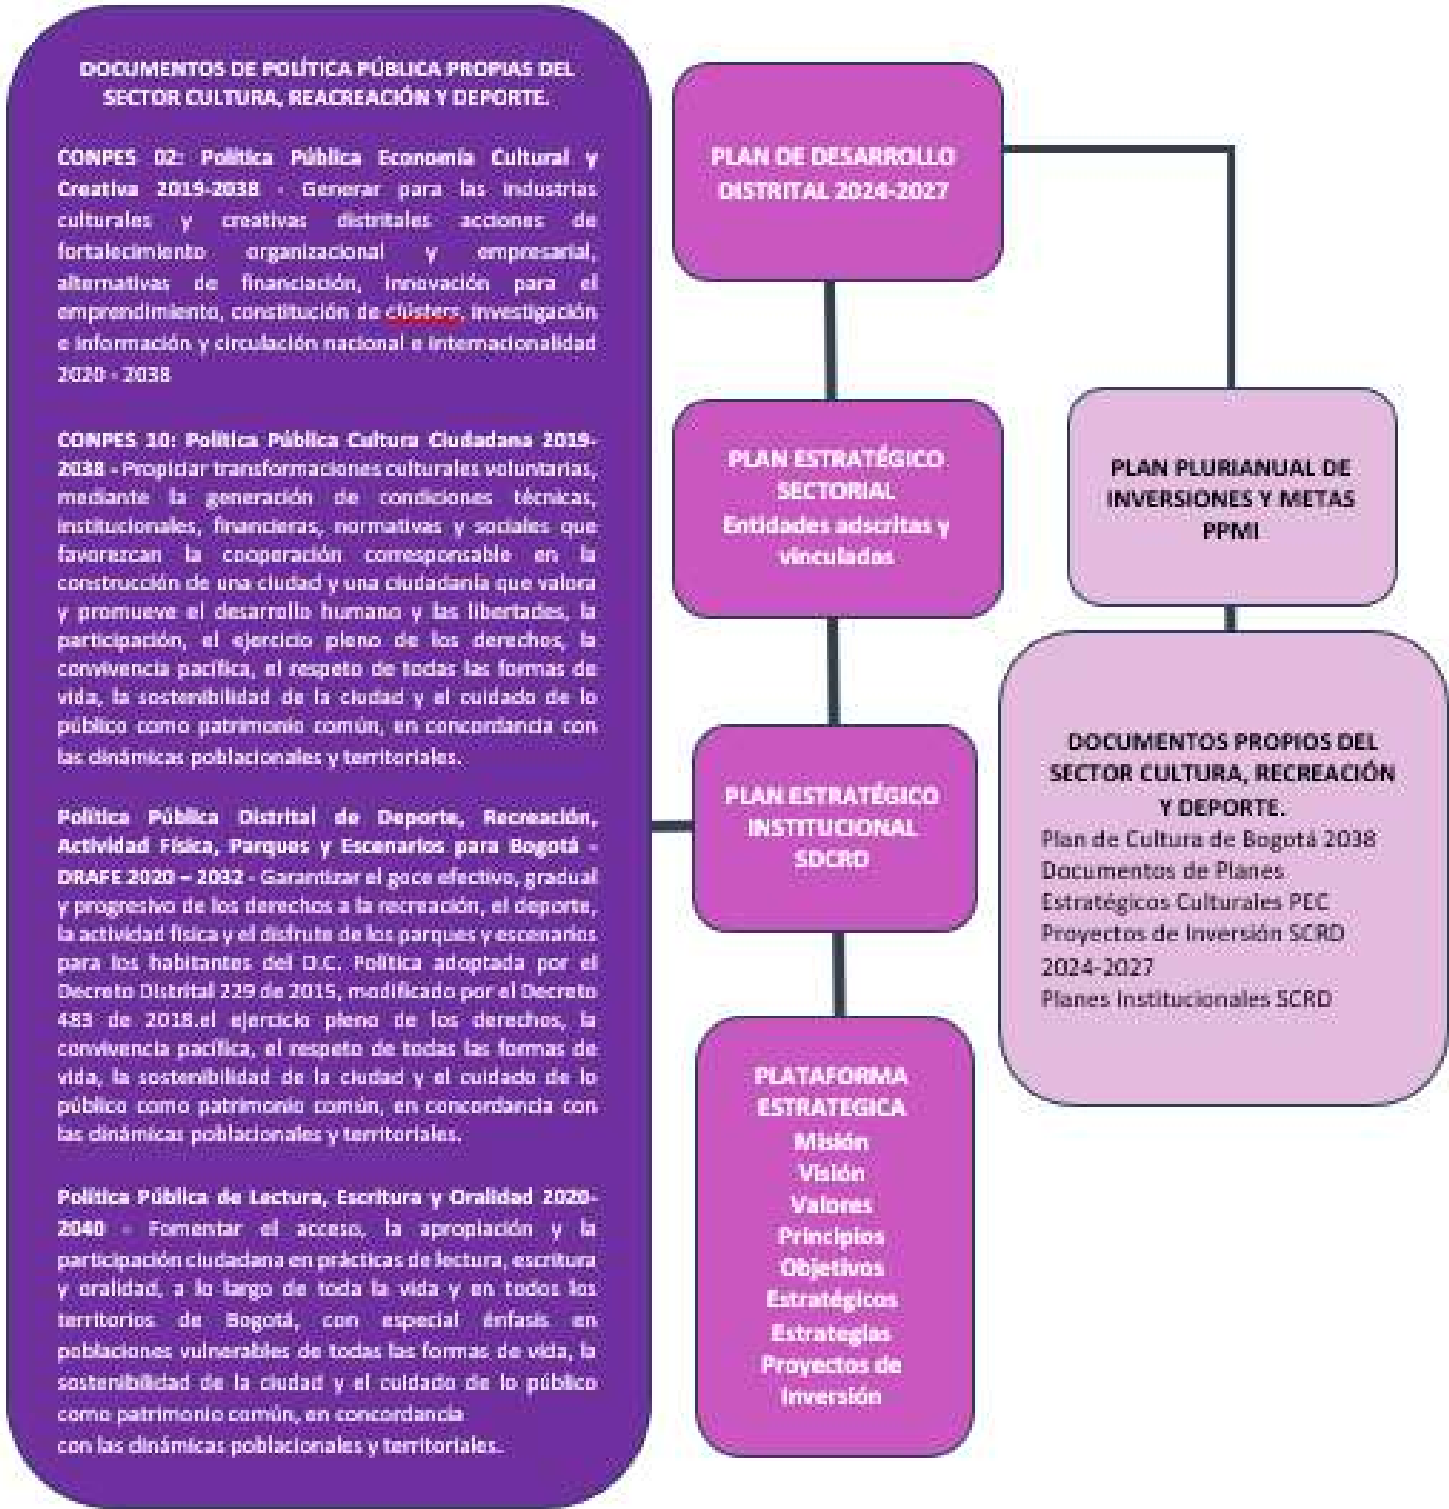 DOCUMENTOS DE POLÍTICA PÚBLICA PROPIAS DEL
SECTOR CULTURA, REACREACIÓN Y DEPORTE.
CONPES 02: Política Pública Economía Cultural y
Creativa 2019-2038 - Generar para las industrias
culturales y creativas distritales acciones de
fortalecimiento organizacional y empresarial,
alternativas de financiación, innovación para el
emprendimiento, constitución de clústers, investigación
e información y circulación nacional e internacionalidad
2020 - 2038
CONPES 10: Política Pública Cultura Ciudadana 2019-
2038 - Propiciar transformaciones culturales voluntarias,
mediante la generación de condiciones técnicas,
institucionales, financieras, normativas y sociales que
favorezcan la cooperación corresponsable en la
construcción de una ciudad y una ciudadanía que valora
y promueve el desarrollo humano y las libertades, la
participación, el ejercicio pleno de los derechos, la
convivencia pacífica, el respeto de todas las formas de
vida, la sostenibilidad de la ciudad y el cuidado de lo
público como patrimonio común, en concordancia con
las dinámicas poblacionales y territoriales.
Política Pública Distrital de Deporte, Recreación,
Actividad Física, Parques y Escenarios para Bogotá -
DRAFE 2020 – 2032 - Garantizar el goce efectivo, gradual
y progresivo de los derechos a la recreación, el deporte,
la actividad física y el disfrute de los parques y escenarios
para los habitantes del D.C. Política adoptada por el
Decreto Distrital 229 de 2015, modificado por el Decreto
483 de 2018.el ejercicio pleno de los derechos, la
convivencia pacífica, el respeto de todas las formas de
vida, la sostenibilidad de la ciudad y el cuidado de lo
público como patrimonio común, en concordancia con
las dinámicas poblacionales y territoriales.
Política Pública de Lectura, Escritura y Oralidad 2020-
2040 - Fomentar el acceso, la apropiación y la
participación ciudadana en prácticas de lectura, escritura
y oralidad, a lo largo de toda la vida y en todos los
territorios de Bogotá, con especial énfasis en
poblaciones vulnerables de todas las formas de vida, la
sostenibilidad de la ciudad y el cuidado de lo público
como patrimonio común, en concordancia
con las dinámicas poblacionales y territoriales.
PLAN DE DESARROLLO
DISTRITAL 2024-2027
PLAN ESTRATÉGICO
SECTORIAL
Entidades adscritas y
vinculadas
PLAN ESTRATÉGICO
INSTITUCIONAL
SDCRD
PLATAFORMA
ESTRATEGICA
Misión
Visión
Valores
Principios
Objetivos
Estratégicos
Estrategias
Proyectos de
Inversión
PLAN PLURIANUAL DE
INVERSIONES Y METAS
PPMI
DOCUMENTOS PROPIOS DEL
SECTOR CULTURA, RECREACIÓN
Y DEPORTE.
Plan de Cultura de Bogotá 2038
Documentos de Planes
Estratégicos Culturales PEC
Proyectos de Inversión SCRD
2024-2027
Planes Institucionales SCRD